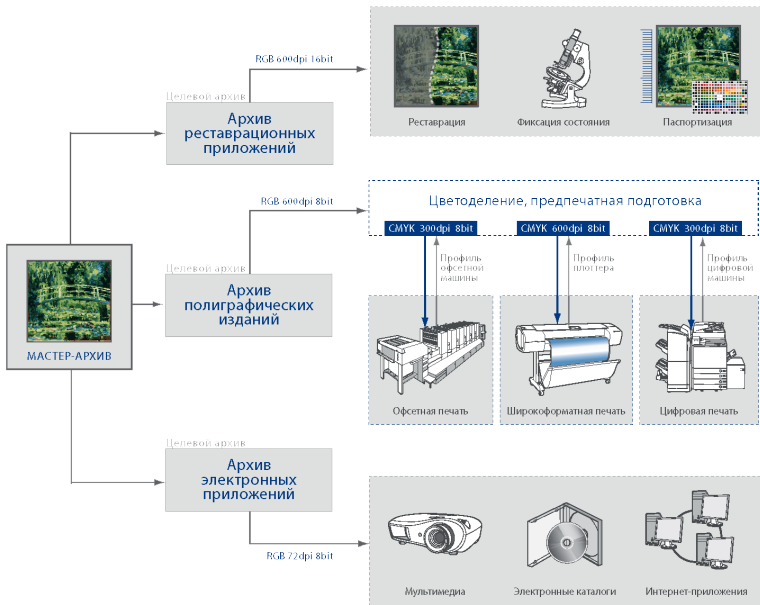 RGB 600dpi 16bit
Целевой архив
Архив
реставрационных
приложений
Реставрация
Фиксация состояния
Паспортизация
RGB 600dpi 8bit
Цветоделение, предпечатная подготовка
CMYK 300dpi 8bit
CMYK 600dpi 8bit
CMYK 300dpi 8bit
Профиль
офсетной
машины
Профиль
плоттера
Профиль
цифровой
машины
МАСТЕР-АРХИВ
Архив
полиграфических
изданий
Офсетная печать
Широкоформатная печать
Цифровая печать
Целевой архив
Архив
электронных
приложений
RGB 72dpi 8bit
Мультимедиа
Электронные каталоги
Интернет-приложения